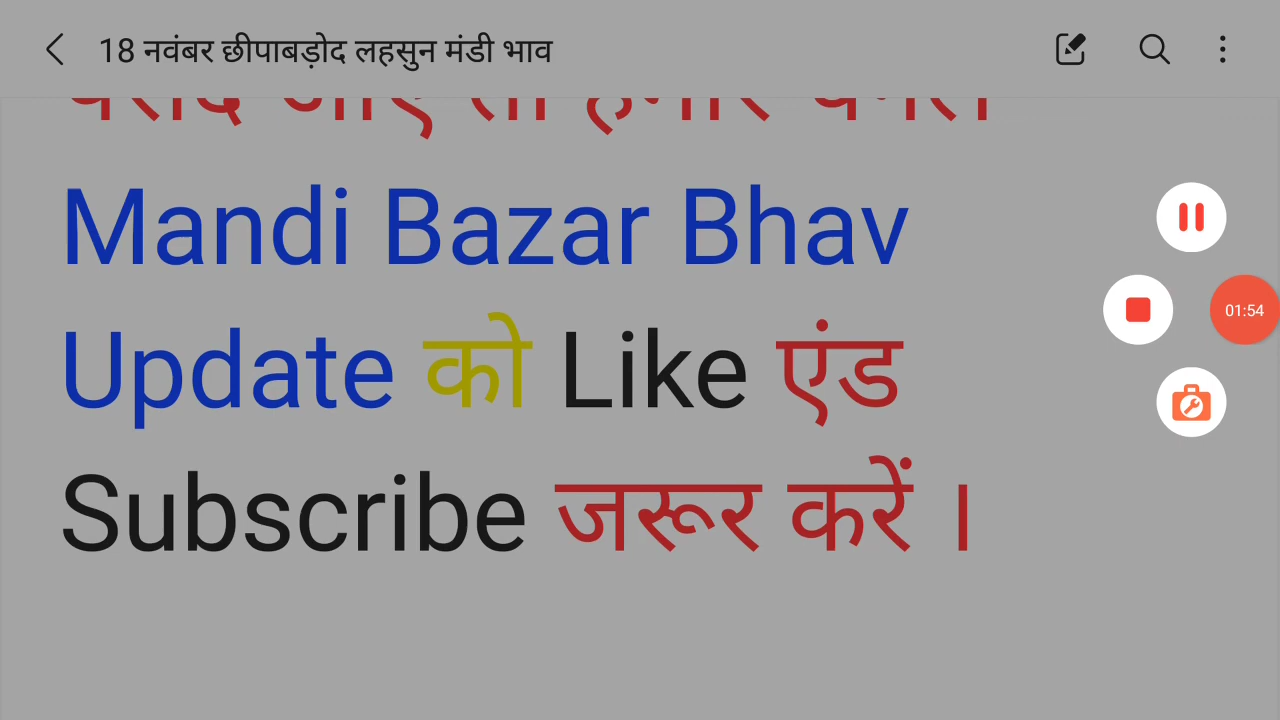 18 नवंबर छीपाबड़ोद लहसुन मंडी भाव
Mandi Bazar Bhav
Update को Like एंड
Subscribe जरूर करें ।
01:54